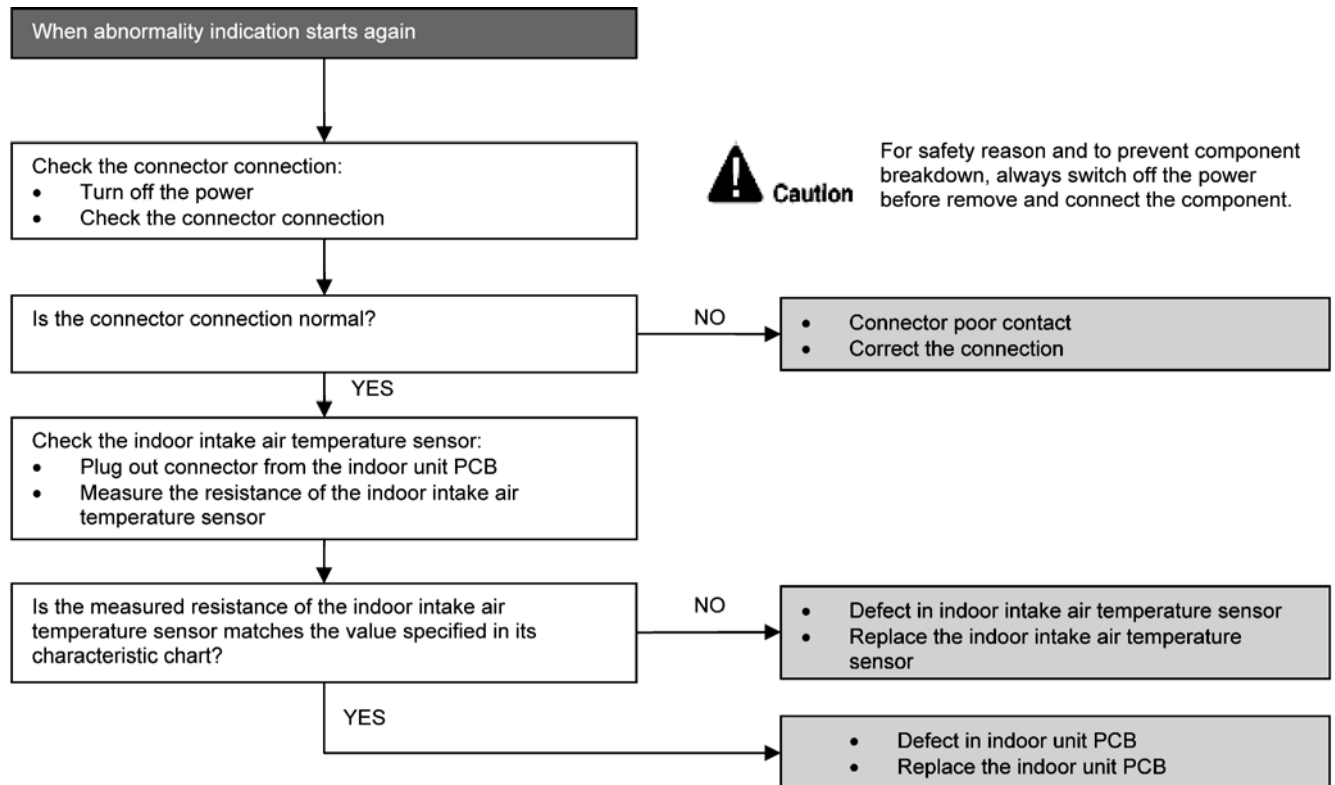 When abnormality indication starts again
Check the connector connection:
• Turn off the power
• Check the connector connection
Caution
For safety reason and to prevent component
breakdown, always switch off the power
before remove and connect the component.
Is the connector connection normal?
NO
• Connector poor contact
• Correct the connection
YES
Check the indoor intake air temperature sensor:
• Plug out connector from the indoor unit PCB
• Measure the resistance of the indoor intake air
temperature sensor
Is the measured resistance of the indoor intake air
temperature sensor matches the value specified in its
characteristic chart?
NO
• Defect in indoor intake air temperature sensor
• Replace the indoor intake air temperature
sensor
YES
• Defect in indoor unit PCB
• Replace the indoor unit PCB